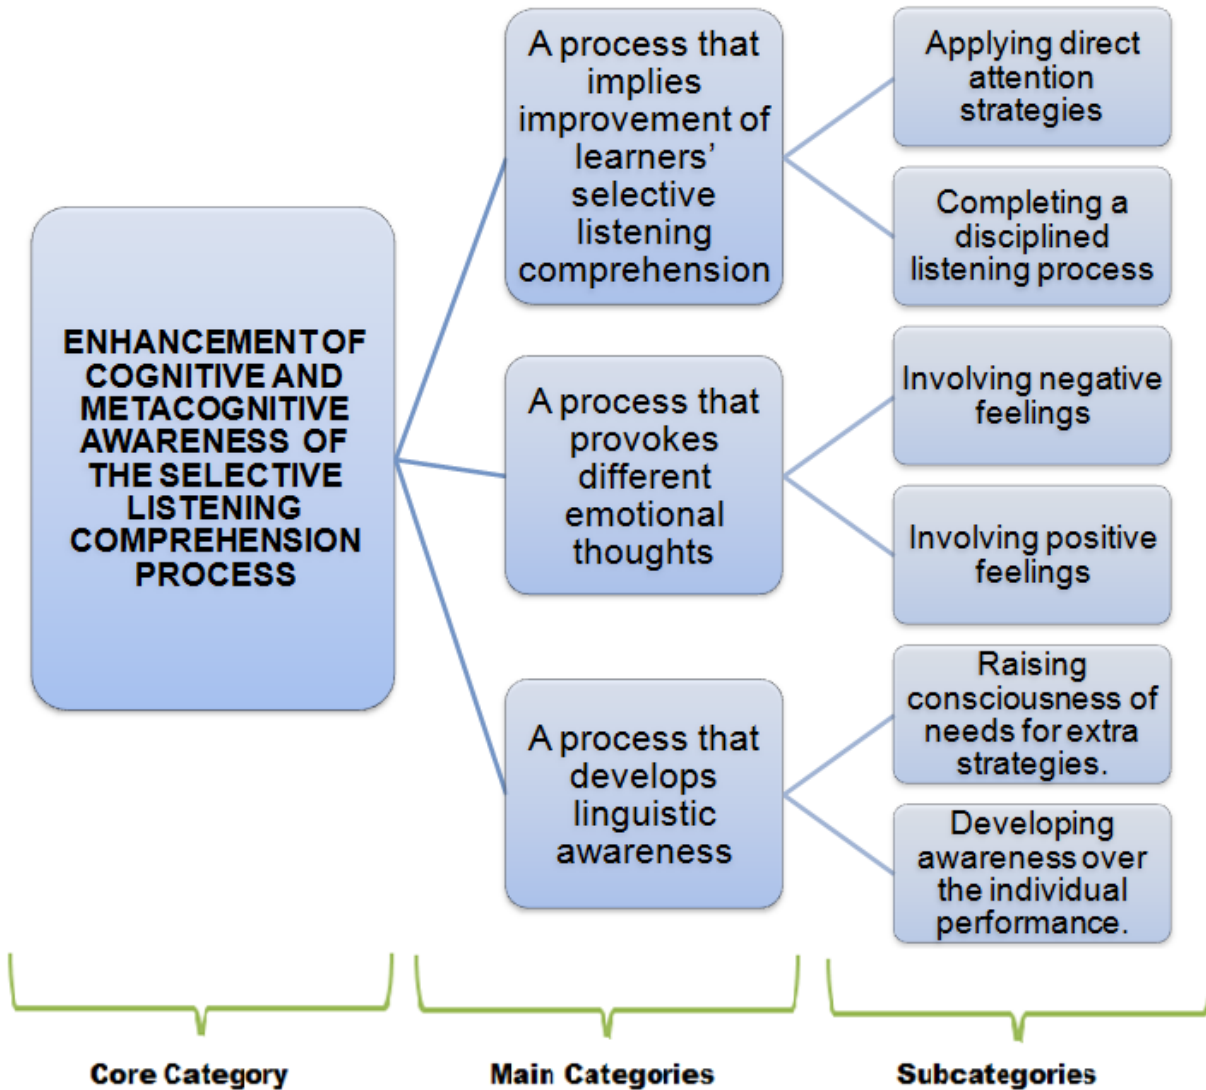 ENHANCEMENT OF
COGNITIVE AND
METACOGNITIVE
AWARENESS OF
THE SELECTIVE
LISTENING
COMPREHENSION
PROCESS
A process that
implies
improvement of
learners’
selective
listening
comprehension
A process that
provokes
different
emotional
thoughts
A process that
develops
linguistic
awareness
Applying direct
attention
strategies
Completing a
disciplined
listening process
Involving negative
feelings
Involving positive
feelings
Raising
consciousness of
needs for extra
strategies.
Developing
awareness over
the individual
performance.
Core Category
Main Categories
Subcategories